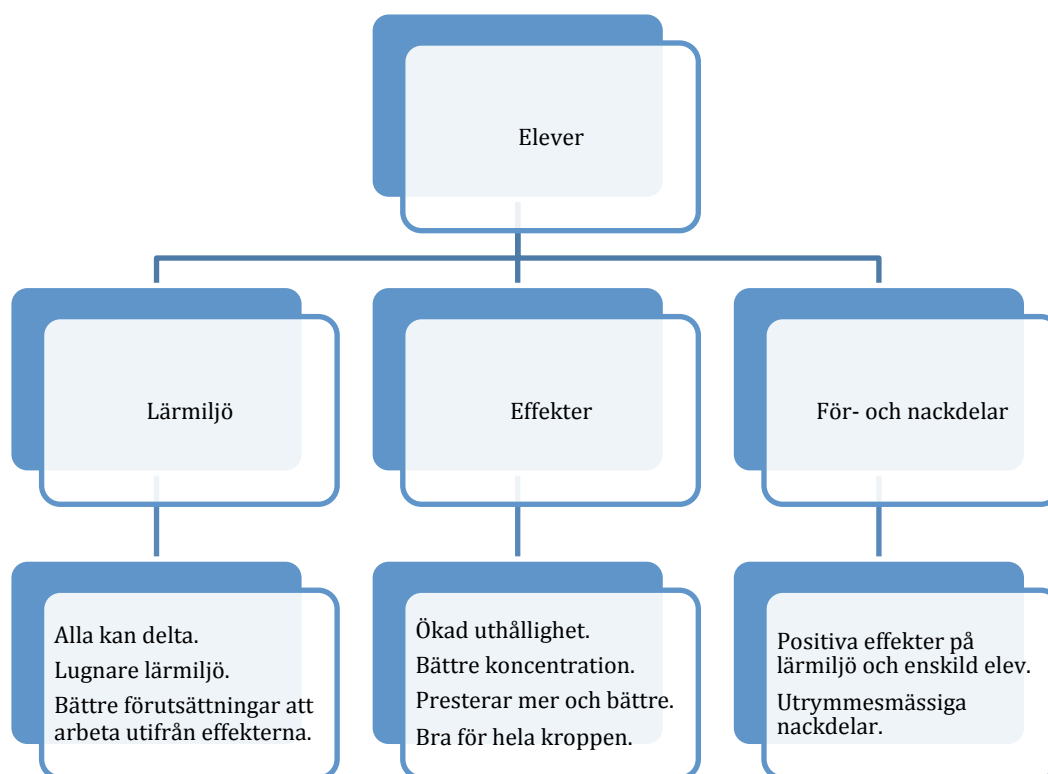 Elever
Lärmiljö
Effekter
För- och nackdelar
Alla kan delta.
Lugnare lärmiljö.
Bättre förutsättningar att
arbeta utifrån effekterna.
Ökad uthållighet.
Bättre koncentration.
Presterar mer och bättre.
Bra för hela kroppen.
Positiva effekter på
lärmiljö och enskild elev.
Utrymmesmässiga
nackdelar.